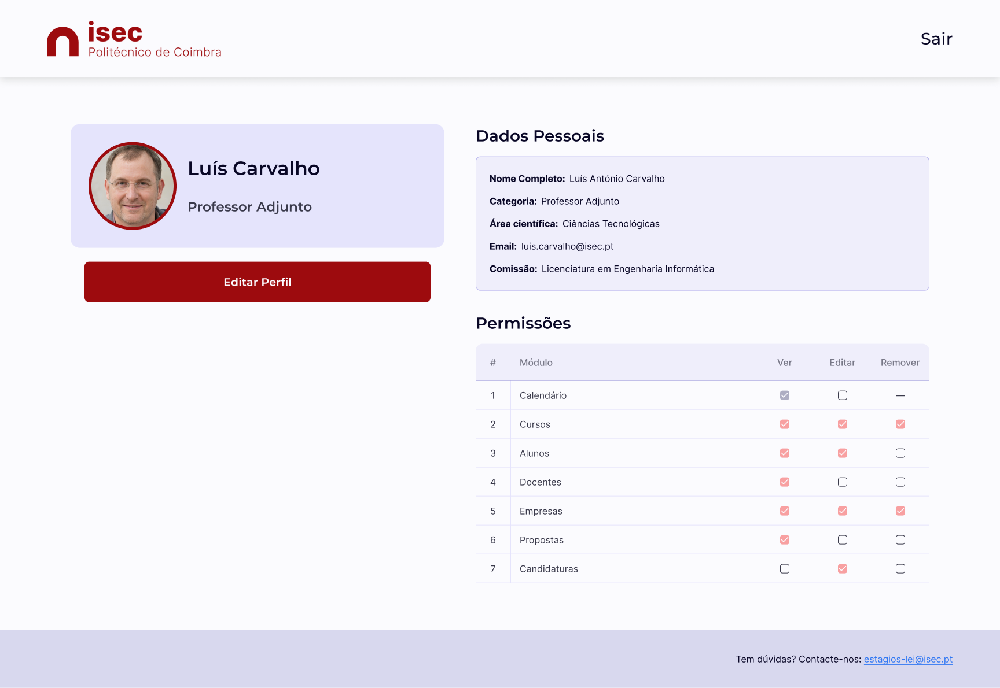 isec
Politécnico de Coimbra
Sair
Luís Carvalho
Professor Adjunto
Editar Perfil
Dados Pessoais
Nome Completo: Luís António Carvalho
Categoria: Professor Adjunto
Área científica: Ciências Tecnológicas
Email: luis.carvalho@isec.pt
Comissão: Licenciatura em Engenharia Informática
Permissões
# Módulo Ver Editar Remover
1 Calendário —
2 Cursos
3 Alunos
4 Docentes
5 Empresas
6 Propostas
7 Candidaturas
Tem dúvidas? Contacte-nos: estagios-lei@isec.pt